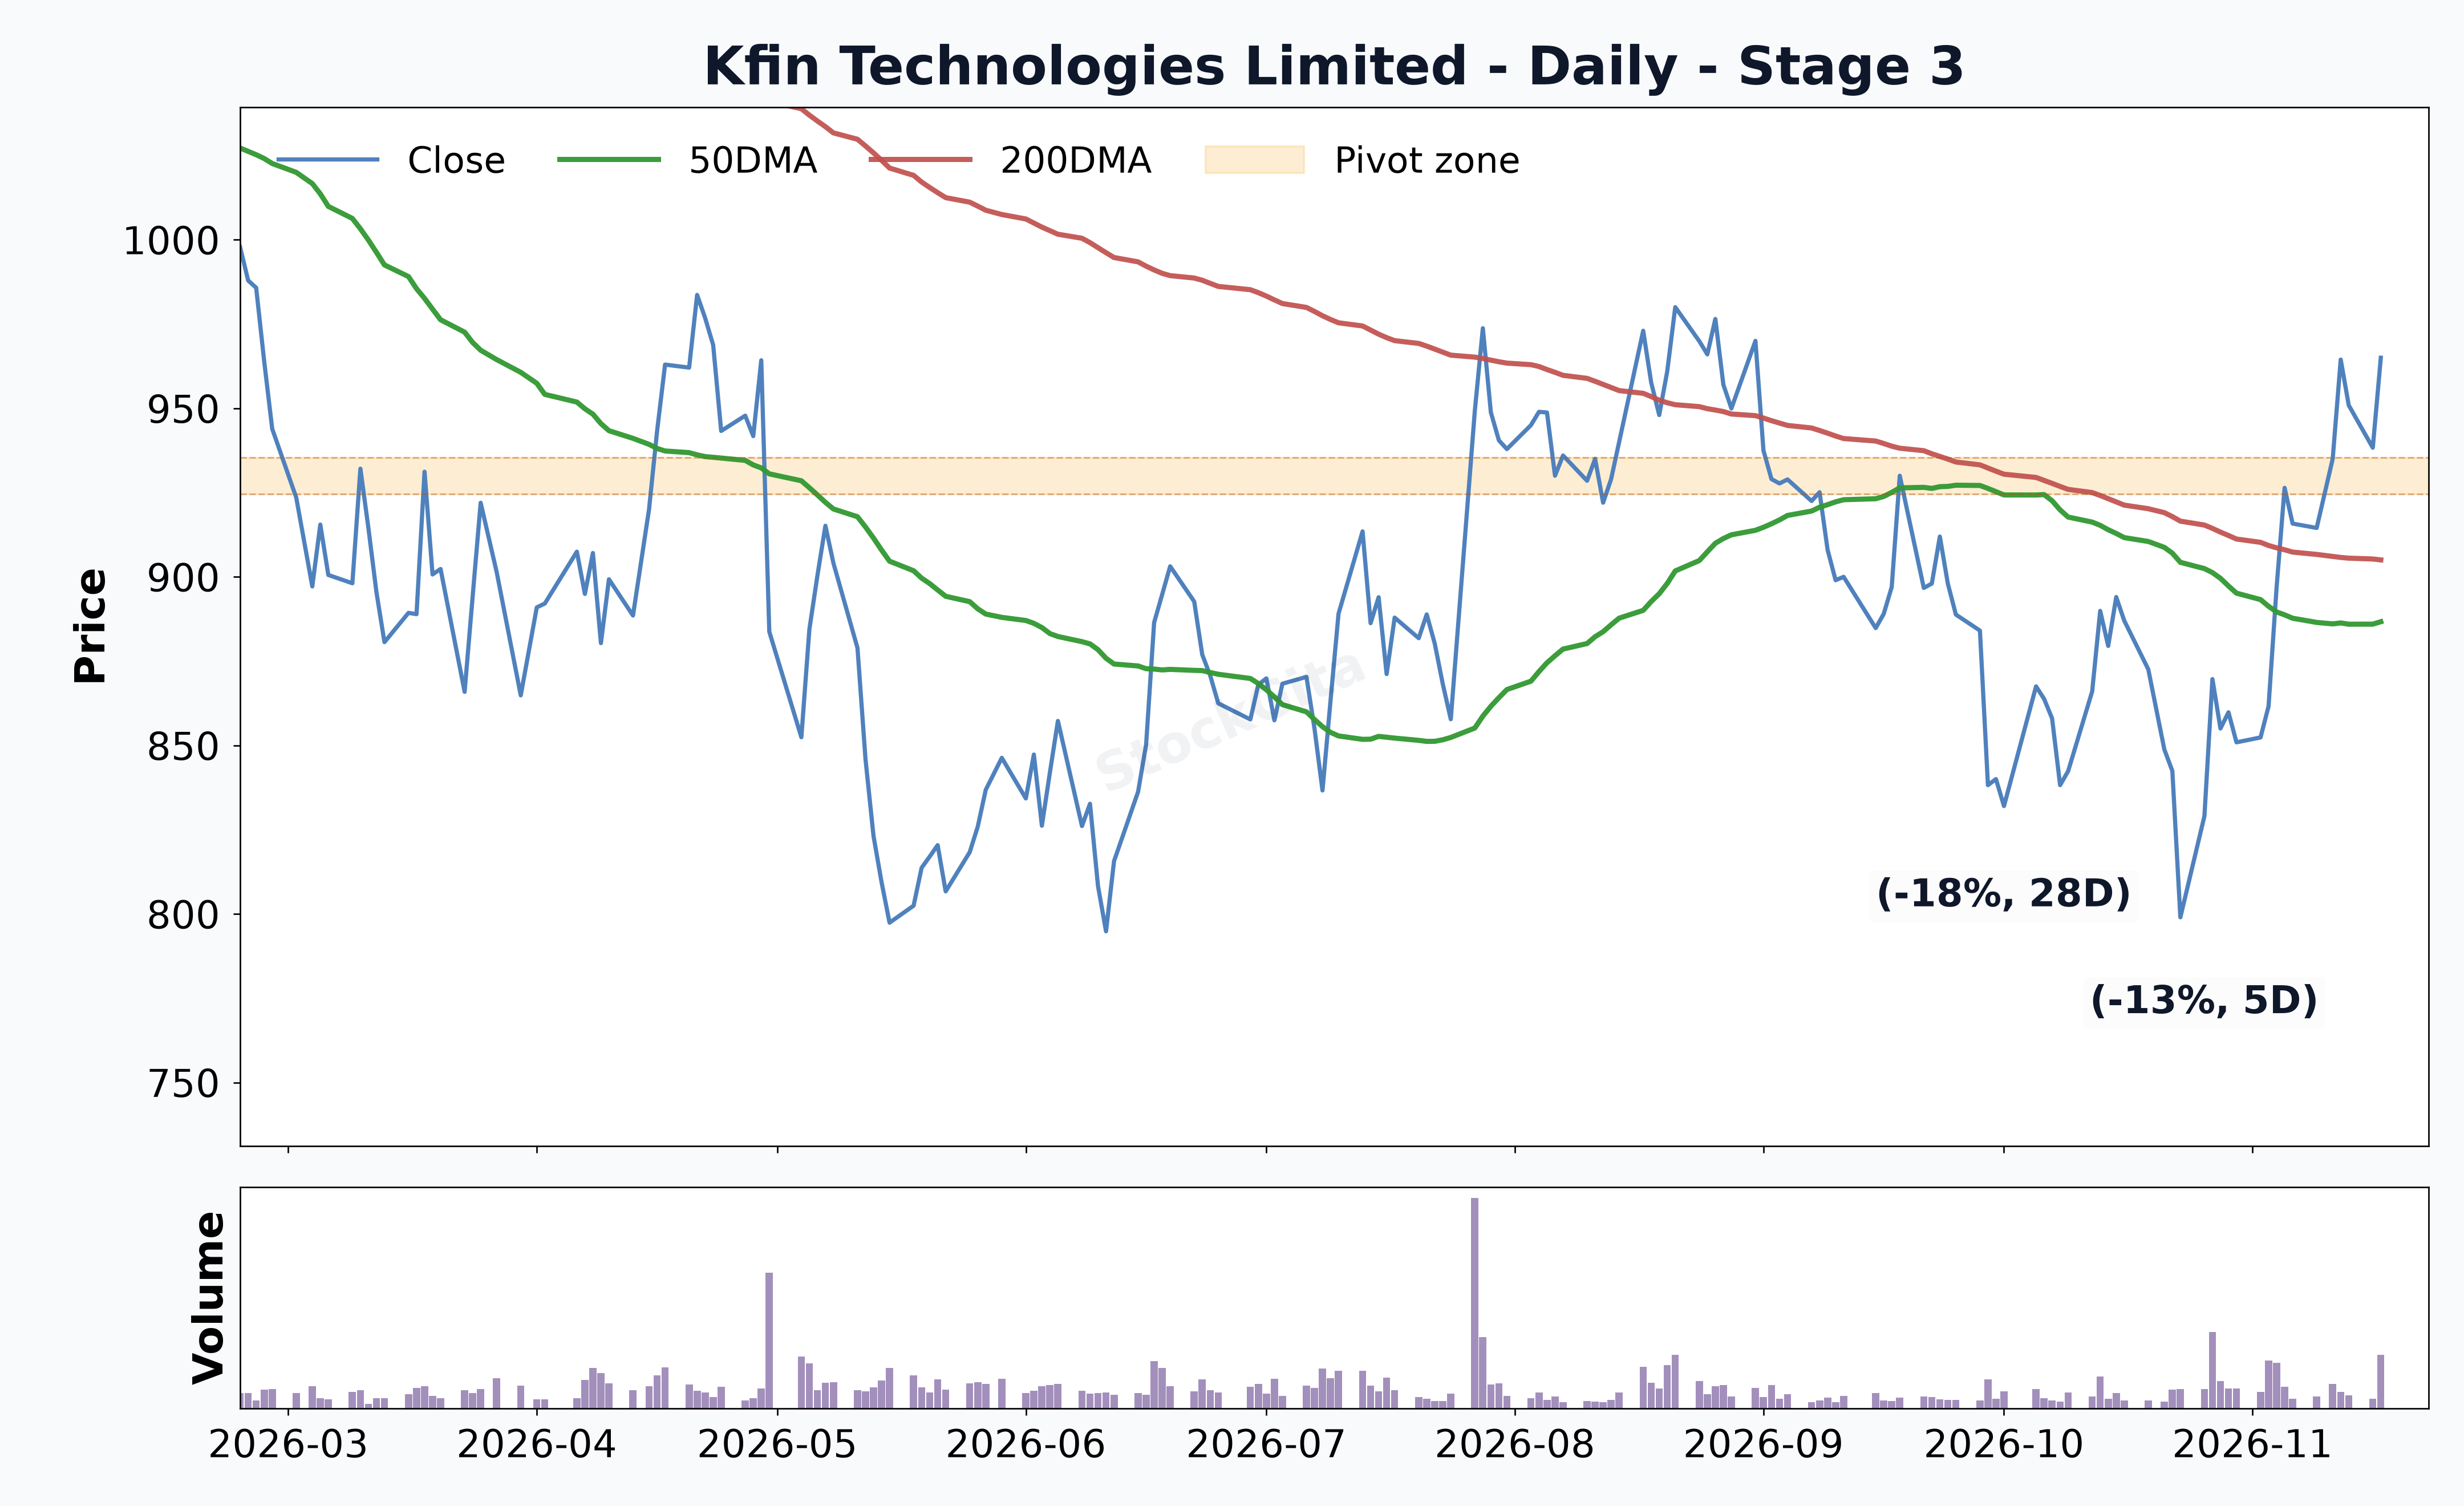 Kfin Technologies Limited - Daily - Stage 3
Close 50DMA 200DMA Pivot zone
Price
1000
950
900
850
800
750
(-18%, 28D)
(-13%, 5D)
Volume
2026-03 2026-04 2026-05 2026-06 2026-07 2026-08 2026-09 2026-10 2026-11